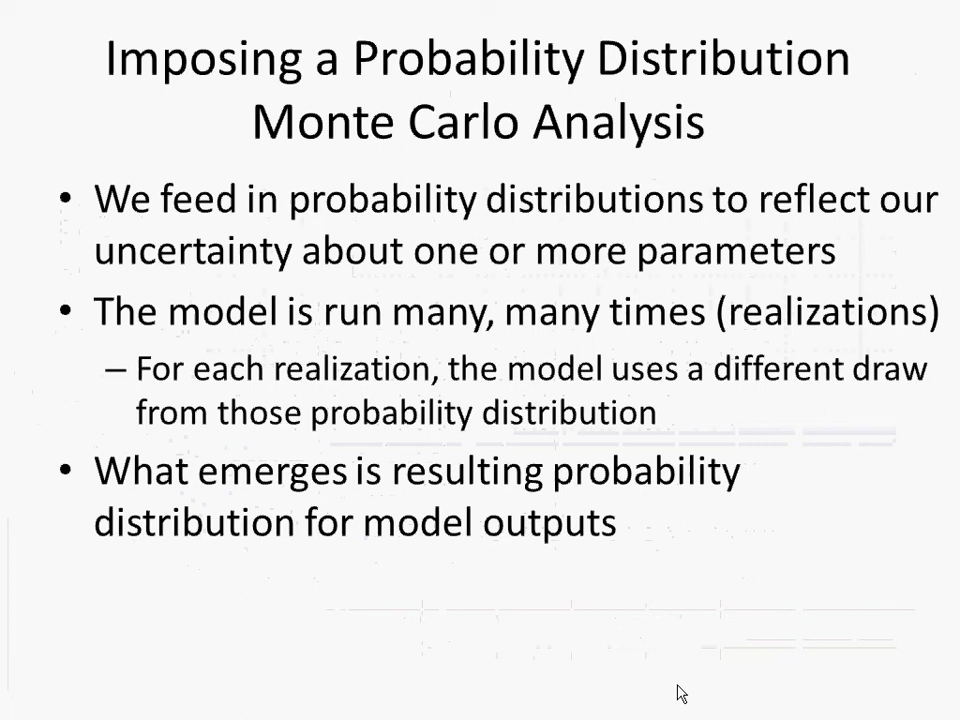 Imposing a Probability Distribution
Monte Carlo Analysis
• We feed in probability distributions to reflect our
uncertainty about one or more parameters
• The model is run many, many times (realizations)
– For each realization, the model uses a different draw
from those probability distribution
• What emerges is resulting probability
distribution for model outputs